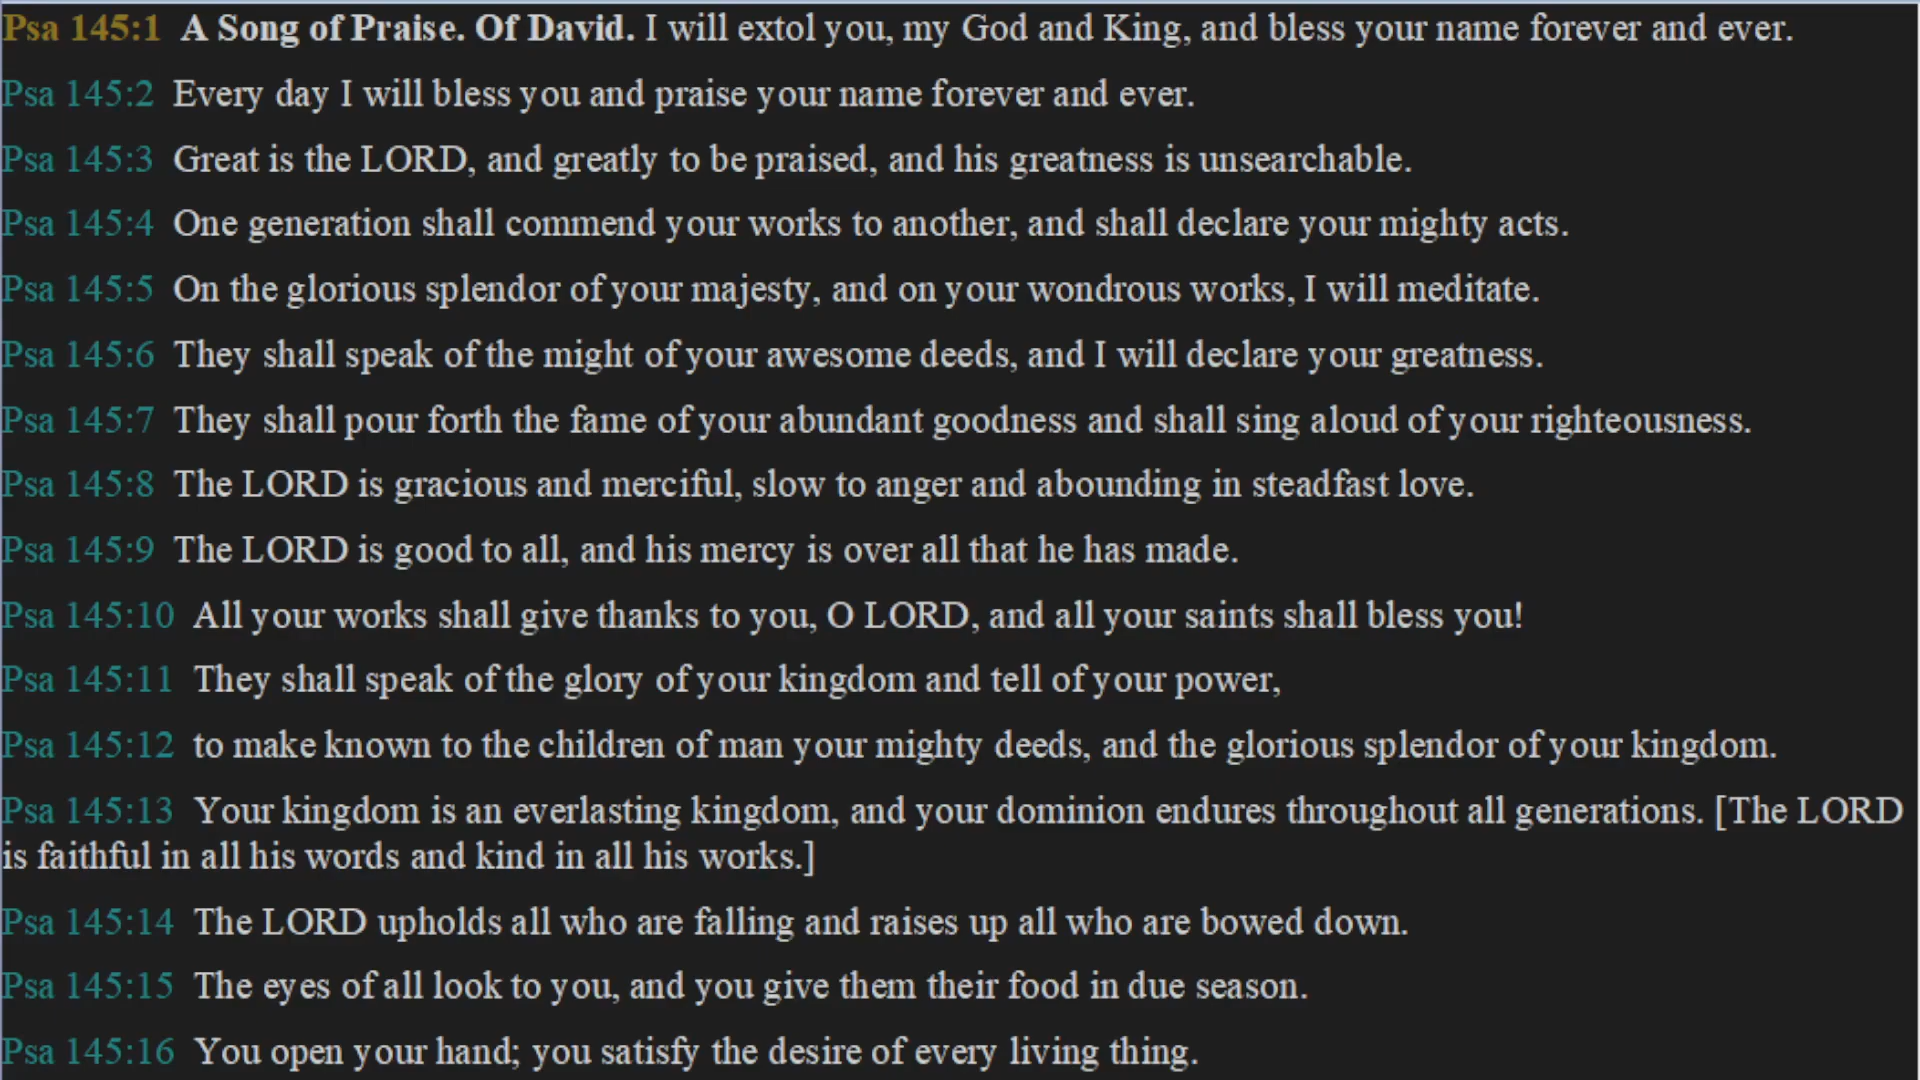 Psa 145:1 A Song of Praise. Of David. I will extol you, my God and King, and bless your name forever and ever.
Psa 145:2 Every day I will bless you and praise your name forever and ever.
Psa 145:3 Great is the LORD, and greatly to be praised, and his greatness is unsearchable.
Psa 145:4 One generation shall commend your works to another, and shall declare your mighty acts.
Psa 145:5 On the glorious splendor of your majesty, and on your wondrous works, I will meditate.
Psa 145:6 They shall speak of the might of your awesome deeds, and I will declare your greatness.
Psa 145:7 They shall pour forth the fame of your abundant goodness and shall sing aloud of your righteousness.
Psa 145:8 The LORD is gracious and merciful, slow to anger and abounding in steadfast love.
Psa 145:9 The LORD is good to all, and his mercy is over all that he has made.
Psa 145:10 All your works shall give thanks to you, O LORD, and all your saints shall bless you!
Psa 145:11 They shall speak of the glory of your kingdom and tell of your power,
Psa 145:12 to make known to the children of man your mighty deeds, and the glorious splendor of your kingdom.
Psa 145:13 Your kingdom is an everlasting kingdom, and your dominion endures throughout all generations. [The LORD
is faithful in all his words and kind in all his works.]
Psa 145:14 The LORD upholds all who are falling and raises up all who are bowed down.
Psa 145:15 The eyes of all look to you, and you give them their food in due season.
Psa 145:16 You open your hand; you satisfy the desire of every living thing.